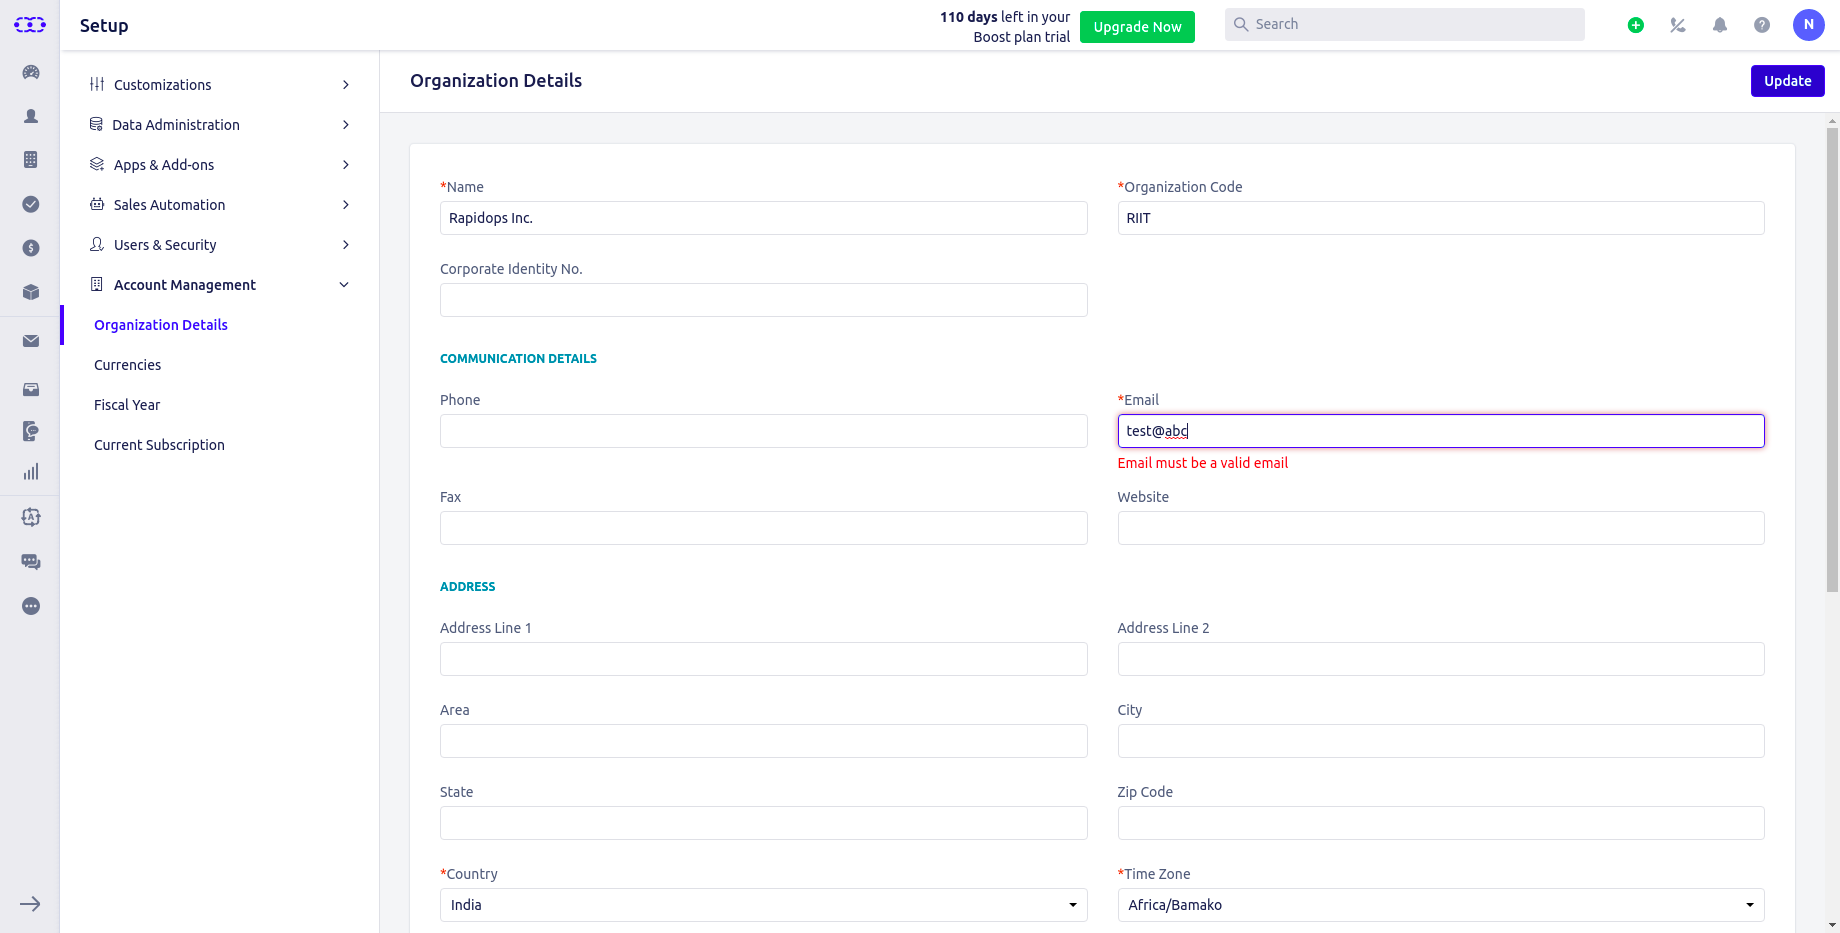 Setup
110 days left in your
Boost plan trial
Upgrade Now
Search
N
Customizations
Data Administration
Apps & Add-ons
Sales Automation
Users & Security
Account Management
Organization Details
Currencies
Fiscal Year
Current Subscription
Organization Details
Update
*Name
*Organization Code
Rapidops Inc.
RIIT
Corporate Identity No.
COMMUNICATION DETAILS
Phone
*Email
test@abc
Email must be a valid email
Fax
Website
ADDRESS
Address Line 1
Address Line 2
Area
City
State
Zip Code
*Country
*Time Zone
India
Africa/Bamako